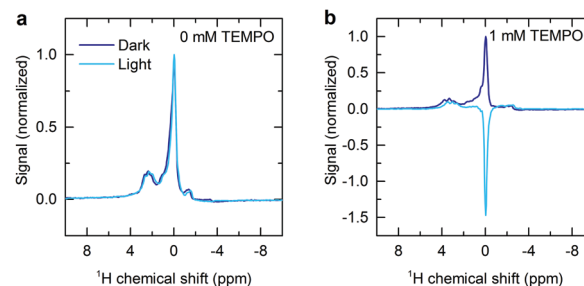 a
0 mM TEMPO
Dark
Light
1.0
0.5
0.0
Signal (normalized)
8 4 0 -4 -8
¹H chemical shift (ppm)
b
1 mM TEMPO
1.0
0.5
0.0
-0.5
-1.0
-1.5
Signal (normalized)
8 4 0 -4 -8
¹H chemical shift (ppm)